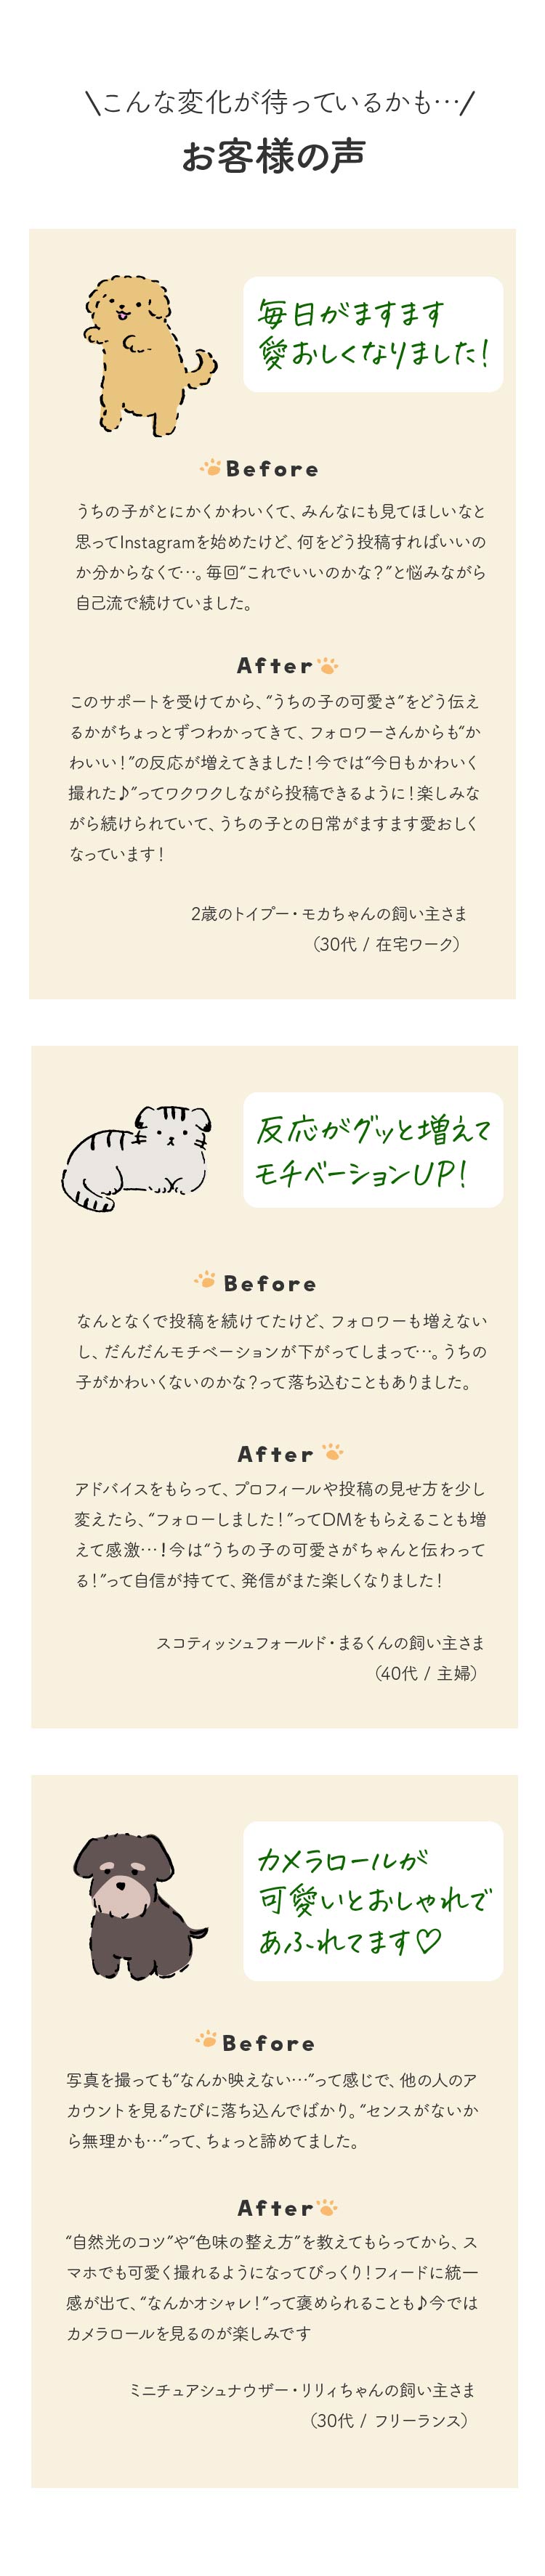 \こんな変化が待っているかも…/
お客様の声
毎日がますます
愛おしくなりました！
Before
うちの子がとにかくかわいくて、みんなにも見てほしいなと
思ってInstagramを始めたけど、何をどう投稿すればいいの
か分からなくて…。毎回“これでいいのかな？”と悩みながら
自己流で続けていました。
After
このサポートを受けてから、“うちの子の可愛さ”をどう伝え
るかがちょっとずつわかってきて、フォロワーさんからも“か
わいい！”の反応が増えてきました！今では“今日もかわいく
撮れた♪”ってワクワクしながら投稿できるように！楽しみな
がら続けられていて、うちの子との日常がますます愛おしく
なっています！
2歳のトイプー・モカちゃんの飼い主さま
（30代 / 在宅ワーク）
反応がグッと増えて
モチベーションUP！
Before
なんとなくで投稿を続けてたけど、フォロワーも増えない
し、だんだんモチベーションが下がってしまって…。うちの
子がかわいくないのかな？って落ち込むこともありました。
After
アドバイスをもらって、プロフィールや投稿の見せ方を少し
変えたら、“フォローしました！”ってDMをもらえることも増
えて感激…！今は“うちの子の可愛さがちゃんと伝わって
る！”って自信が持てて、発信がまた楽しくなりました！
スコティッシュフォールド・まるくんの飼い主さま
（40代 / 主婦）
カメラロールが
可愛いとおしゃれで
あふれてます♡
Before
写真を撮っても“なんか映えない…”って感じで、他の人のア
カウントを見るたびに落ち込んでばかり。“センスがないか
ら無理かも…”って、ちょっと諦めてました。
After
“自然光のコツ”や“色味の整え方”を教えてもらってから、ス
マホでも可愛く撮れるようになってびっくり！フィードに統一
感が出て、“なんかオシャレ！”って褒められることも♪今では
カメラロールを見るのが楽しみです
ミニチュアシュナウザー・リリィちゃんの飼い主さま
（30代 / フリーランス）